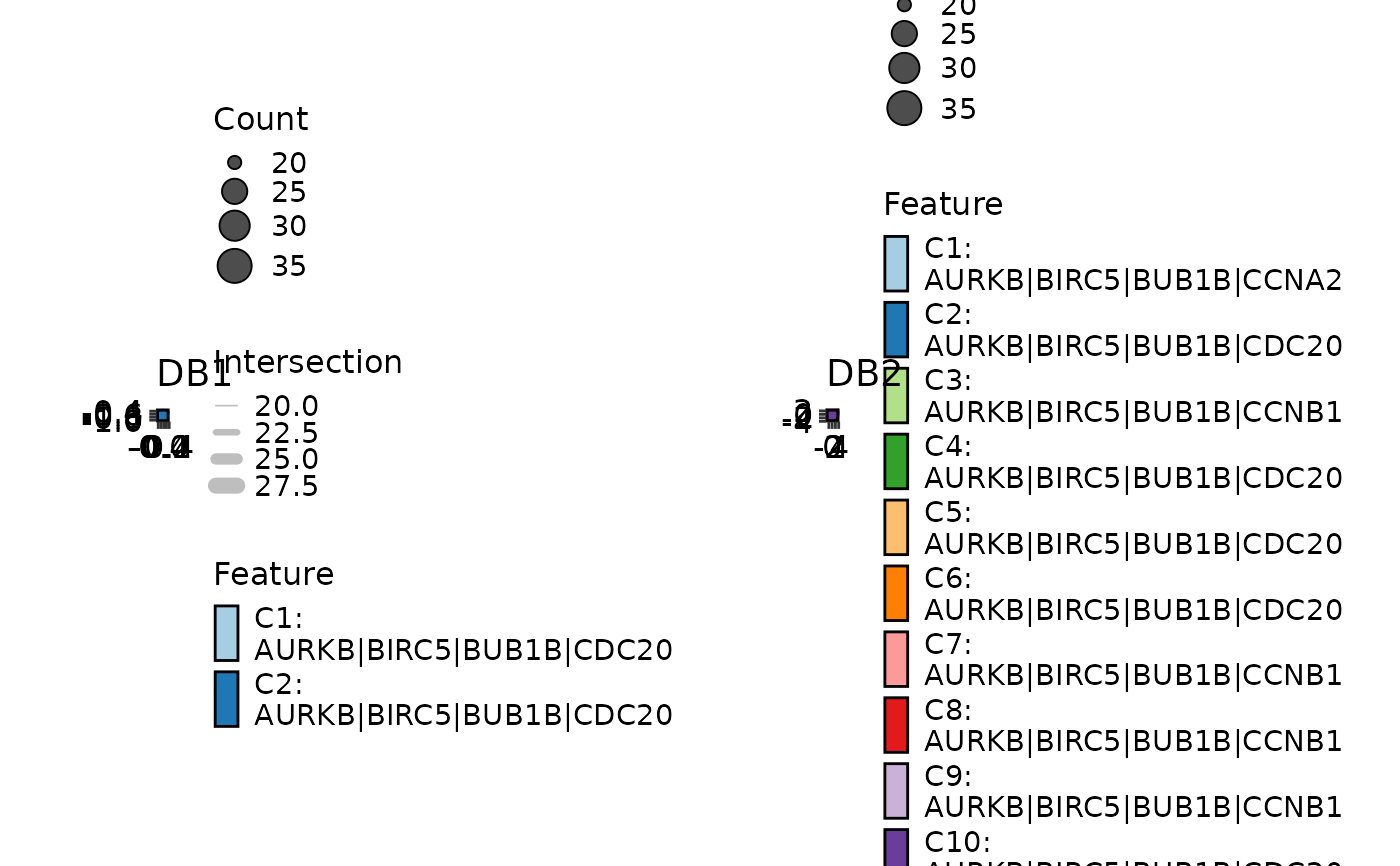 Count
20
25
30
35
DB1
Intersection
20.0
22.5
25.0
27.5
Feature
C1:
AURKB|BIRC5|BUB1B|CDC20
C2:
AURKB|BIRC5|BUB1B|CDC20
20
25
30
35
Feature
C1:
AURKB|BIRC5|BUB1B|CCNA2
C2:
AURKB|BIRC5|BUB1B|CDC20
DB2
C3:
AURKB|BIRC5|BUB1B|CCNB1
C4:
AURKB|BIRC5|BUB1B|CDC20
C5:
AURKB|BIRC5|BUB1B|CDC20
C6:
AURKB|BIRC5|BUB1B|CDC20
C7:
AURKB|BIRC5|BUB1B|CCNB1
C8:
AURKB|BIRC5|BUB1B|CCNB1
C9:
AURKB|BIRC5|BUB1B|CCNB1
C10: